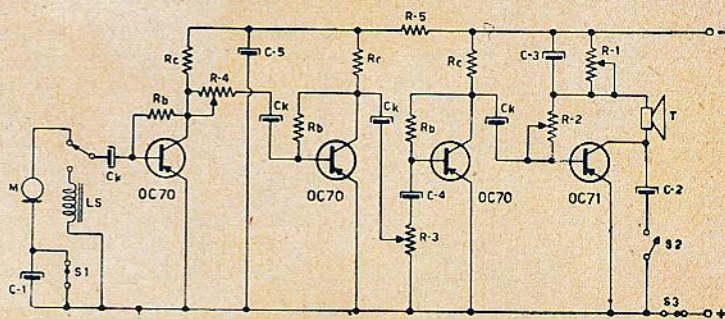 R-5
-
Rc
C-5
Rr
Rc
C-3
R-1
R-4
Rb
Ck
Rb
Ck
Rb
Ck
R-2
T
M
Ck
OC70
OC70
OC70
OC71
LS
C-4
C-2
R-3
S2
C-1
S1
S3
+